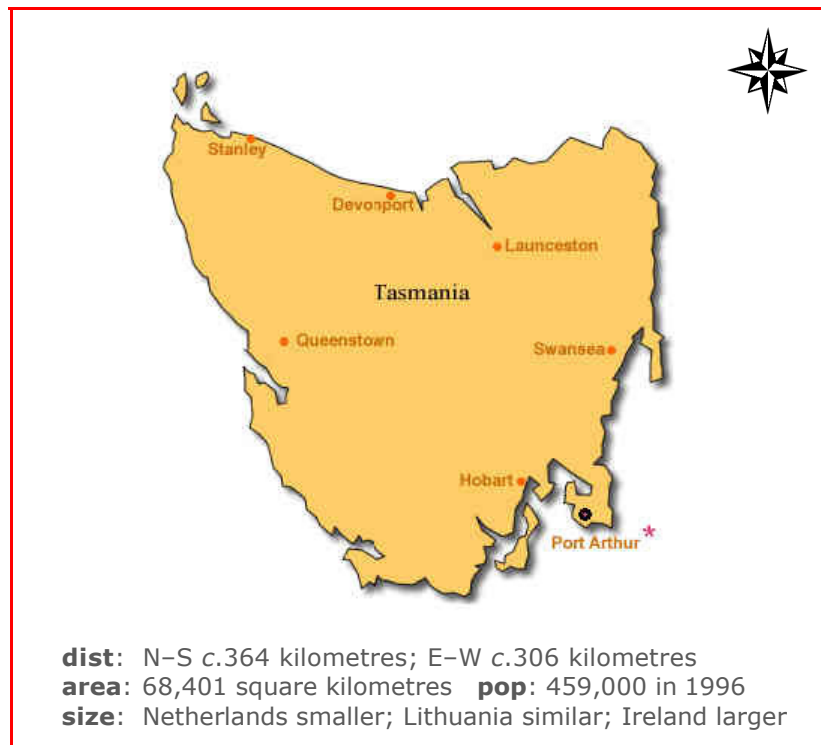 Stanley
Devonport
Launceston
Tasmania
Queenstown
Swansea
Hobart
Port Arthur *
dist: N–S c.364 kilometres; E–W c.306 kilometres
area: 68,401 square kilometres pop: 459,000 in 1996
size: Netherlands smaller; Lithuania similar; Ireland larger